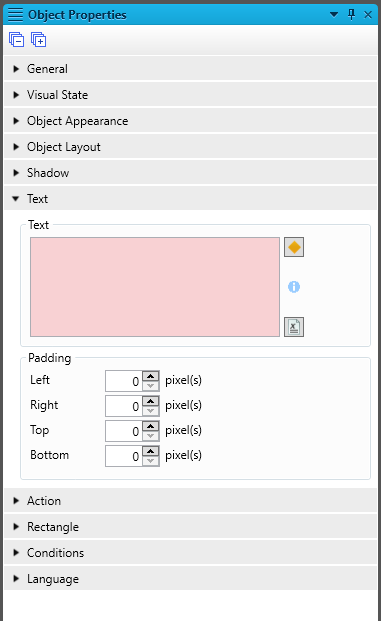 Object Properties
General
Visual State
Object Appearance
Object Layout
Shadow
Text
Text
Padding
Left 0 pixel(s)
Right 0 pixel(s)
Top 0 pixel(s)
Bottom 0 pixel(s)
Action
Rectangle
Conditions
Language